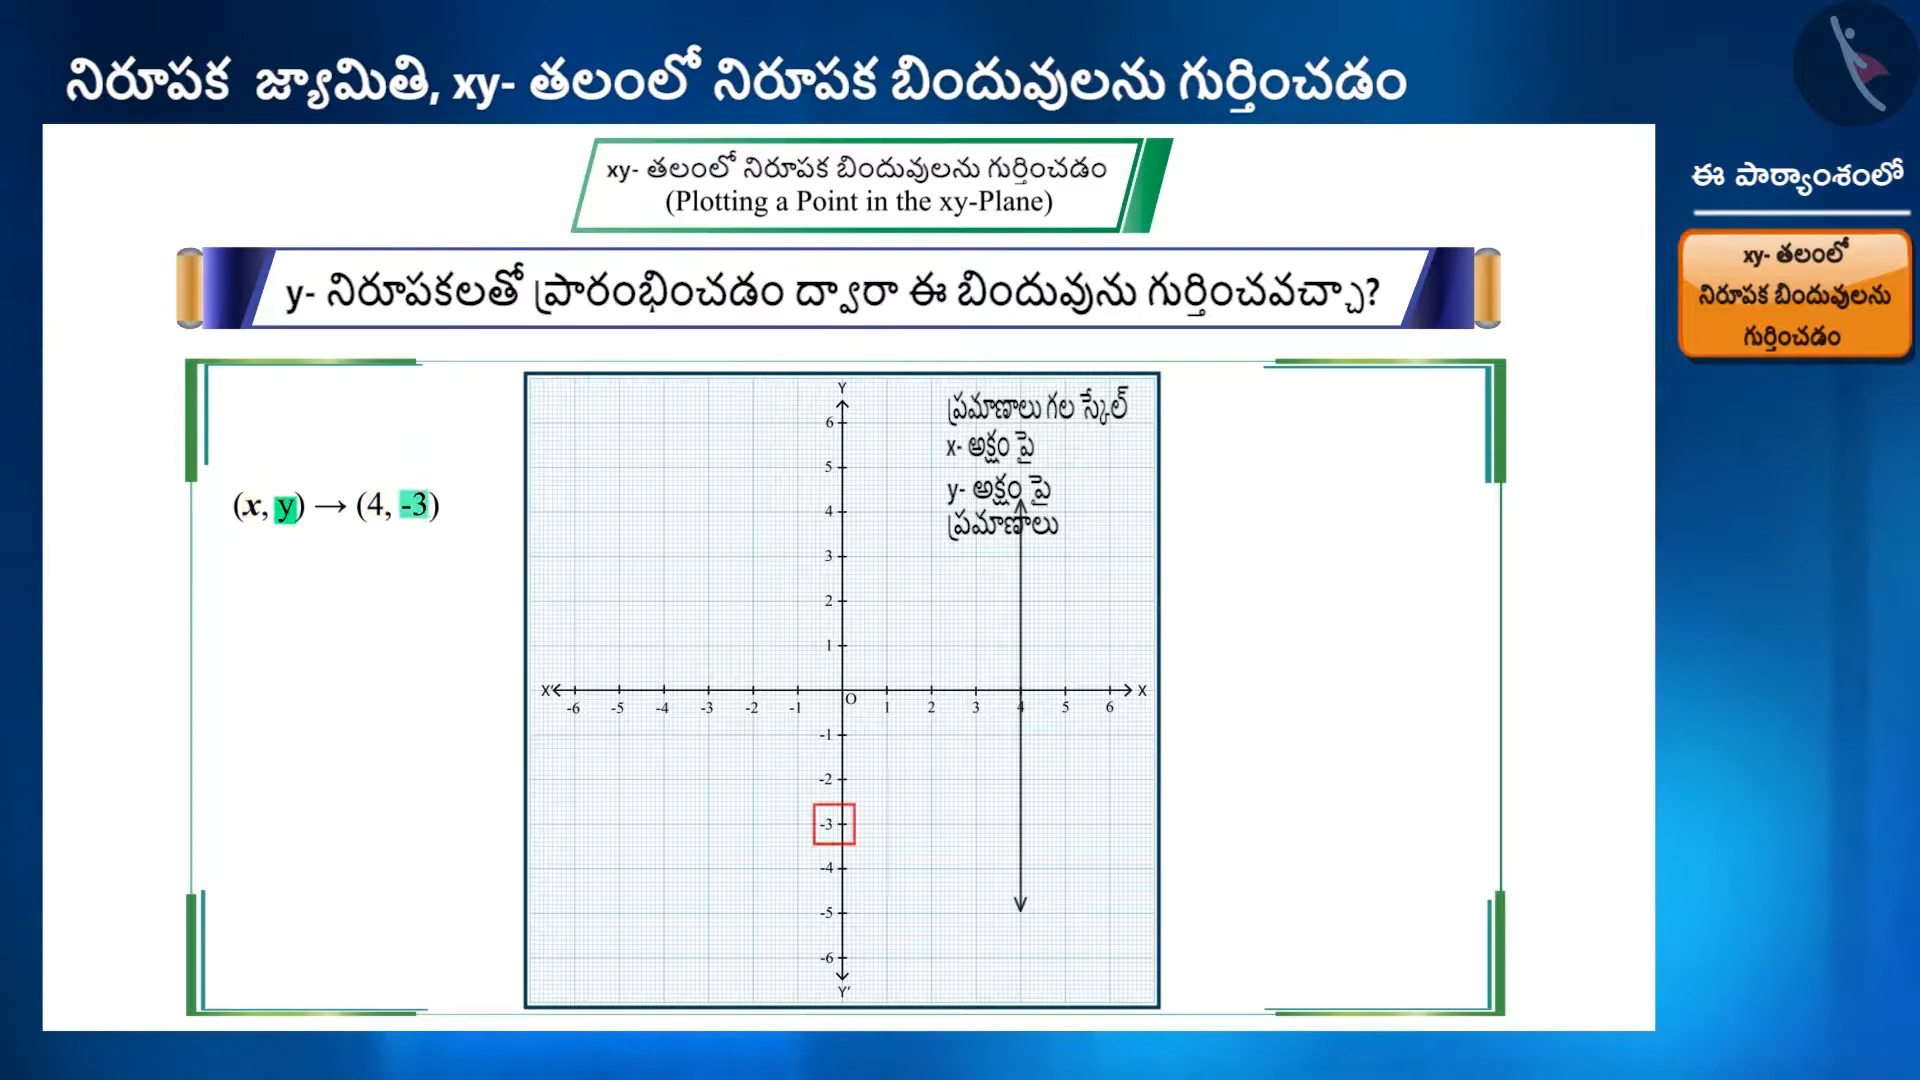 నిరూపక జ్యామితి, xy- తలంలో నిరూపక బిందువులను గుర్తించడం
xy- తలంలో నిరూపక బిందువులను గుర్తించడం
(Plotting a Point in the xy-Plane)
ఈ పాఠ్యాంశంలో
xy- తలంలో
నిరూపక బిందువులను
గుర్తించడం
y- నిరూపకలతో ప్రారంభించడం ద్వారా ఈ బిందువును గుర్తించవచ్చా?
(x, y) → (4, -3)
ప్రమాణాలు గల స్కేల్
x- అక్షం పై
y- అక్షం పై
ప్రమాణాలు
Y
6
5
4
3
2
1
X' X
O
-6 -5 -4 -3 -2 -1 1 2 3 4 5 6
-1
-2
-3
-4
-5
-6
Y'